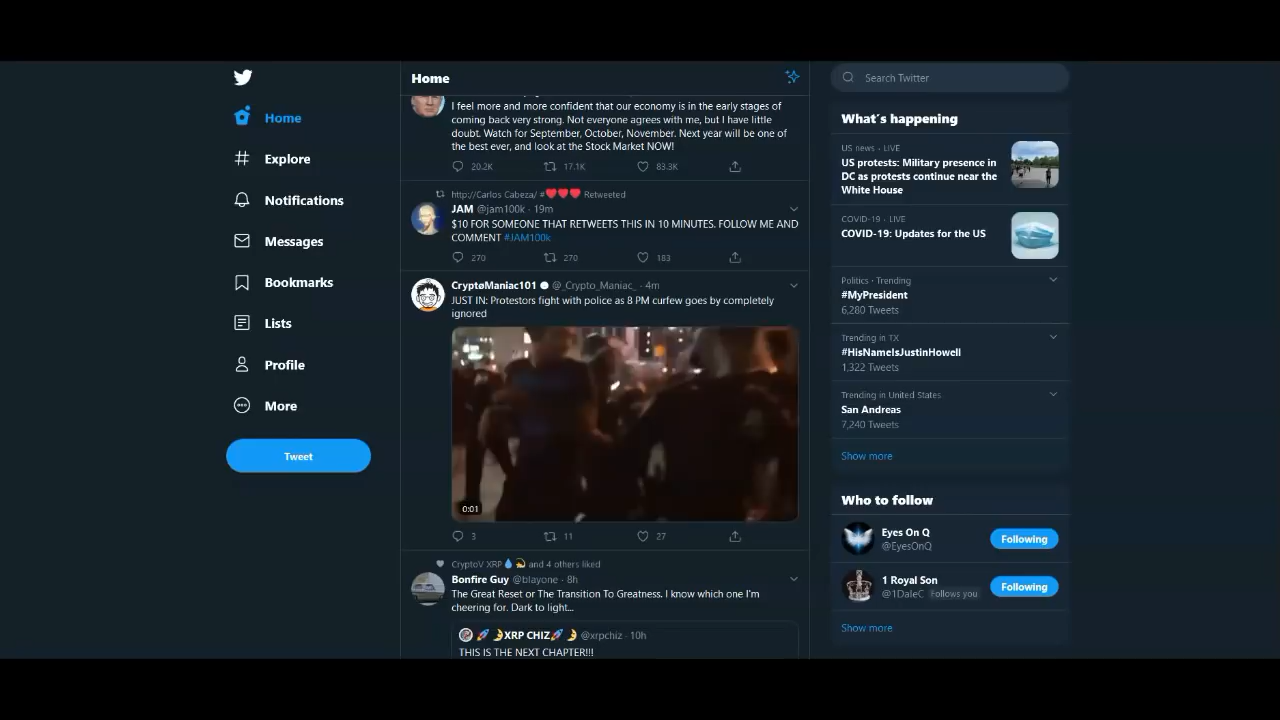 Home
Explore
Notifications
Messages
Bookmarks
Lists
Profile
More
Tweet
Home
I feel more and more confident that our economy is in the early stages of
coming back very strong. Not everyone agrees with me, but I have little
doubt. Watch for September, October, November. Next year will be one of
the best ever, and look at the Stock Market NOW!
20.2K 17.1K 83.3K
http://Carlos Cabeza/ #❤️❤️❤️ Retweeted
JAM @jam100k · 19m
$10 FOR SOMEONE THAT RETWEETS THIS IN 10 MINUTES. FOLLOW ME AND
COMMENT #JAM100k
270 270 183
CryptøManiac101 @_Crypto_Maniac_ · 4m
JUST IN: Protestors fight with police as 8 PM curfew goes by completely
ignored
0:01
3 11 27
CryptoV XRP💧💫 and 4 others liked
Bonfire Guy @blayone · 8h
The Great Reset or The Transition To Greatness. I know which one I'm
cheering for. Dark to light...
🚀🌛XRP CHIZ🚀🌛 @xrpchiz · 10h
THIS IS THE NEXT CHAPTER!!!
Search Twitter
What's happening
US news · LIVE
US protests: Military presence in
DC as protests continue near the
White House
COVID-19 · LIVE
COVID-19: Updates for the US
Politics · Trending
#MyPresident
6,280 Tweets
Trending in TX
#HisNameIsJustinHowell
1,322 Tweets
Trending in United States
San Andreas
7,240 Tweets
Show more
Who to follow
Eyes On Q
@EyesOnQ
Following
1 Royal Son
@1DaleC Follows you
Following
Show more